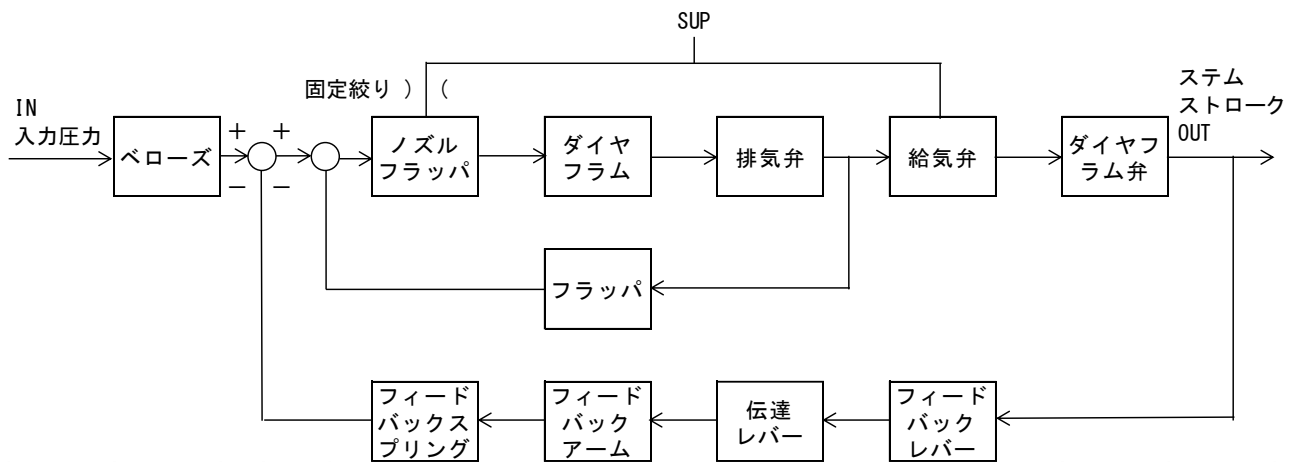 SUP
固定絞り ) (
ステム
ストローク
OUT
IN
入力圧力
ベローズ
+
+
ノズル
フラッパ
ダイヤ
フラム
排気弁
給気弁
ダイヤフ
ラム弁
−
−
フラッパ
フィード
バックス
プリング
フィード
バック
アーム
伝達
レバー
フィード
バック
レバー